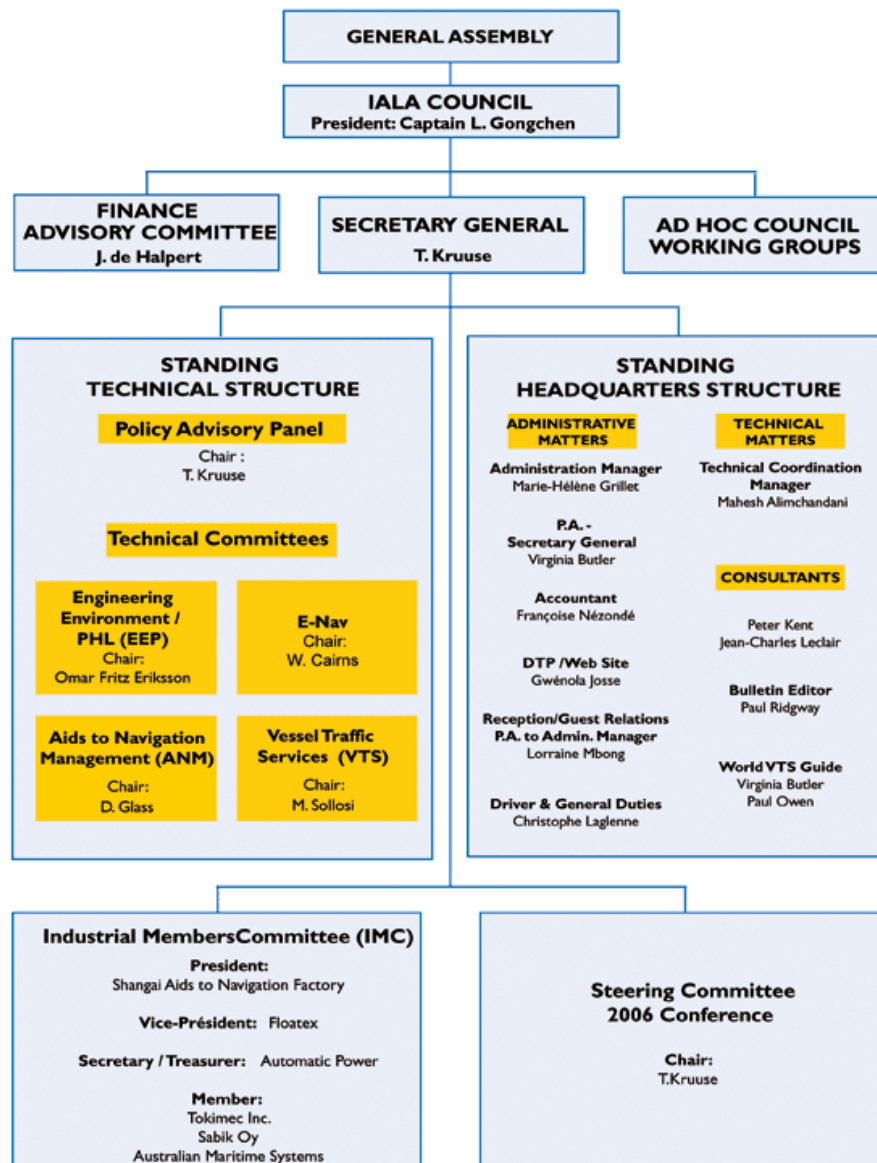 GENERAL ASSEMBLY
IALA COUNCIL
President: Captain L. Gongchen
FINANCE
ADVISORY COMMITTEE
J. de Halpert
SECRETARY GENERAL
T. Kruuse
AD HOC COUNCIL
WORKING GROUPS
STANDING
TECHNICAL STRUCTURE
Policy Advisory Panel
Chair :
T. Kruuse
Technical Committees
Engineering
Environment /
PHL (EEP)
Chair:
Omar Fritz Eriksson
E-Nav
Chair:
W. Cairns
Aids to Navigation
Management (ANM)
Chair:
D. Glass
Vessel Traffic
Services (VTS)
Chair:
M. Sollosi
STANDING
HEADQUARTERS STRUCTURE
ADMINISTRATIVE
MATTERS
Administration Manager
Marie-Hélène Grillet
P.A. -
Secretary General
Virginia Butler
Accountant
Françoise Nézondé
DTP /Web Site
Gwénola Josse
Reception/Guest Relations
P.A. to Admin. Manager
Lorraine Mbong
Driver & General Duties
Christophe Laglenne
TECHNICAL
MATTERS
Technical Coordination
Manager
Mahesh Alimchandani
CONSULTANTS
Peter Kent
Jean-Charles Leclair
Bulletin Editor
Paul Ridgway
World VTS Guide
Virginia Butler
Paul Owen
Industrial MembersCommittee (IMC)
President:
Shangai Aids to Navigation Factory
Vice-Président: Floatex
Secretary / Treasurer: Automatic Power
Member:
Tokimec Inc.
Sabik Oy
Australian Maritime Systems
Steering Committee
2006 Conference
Chair:
T.Kruuse